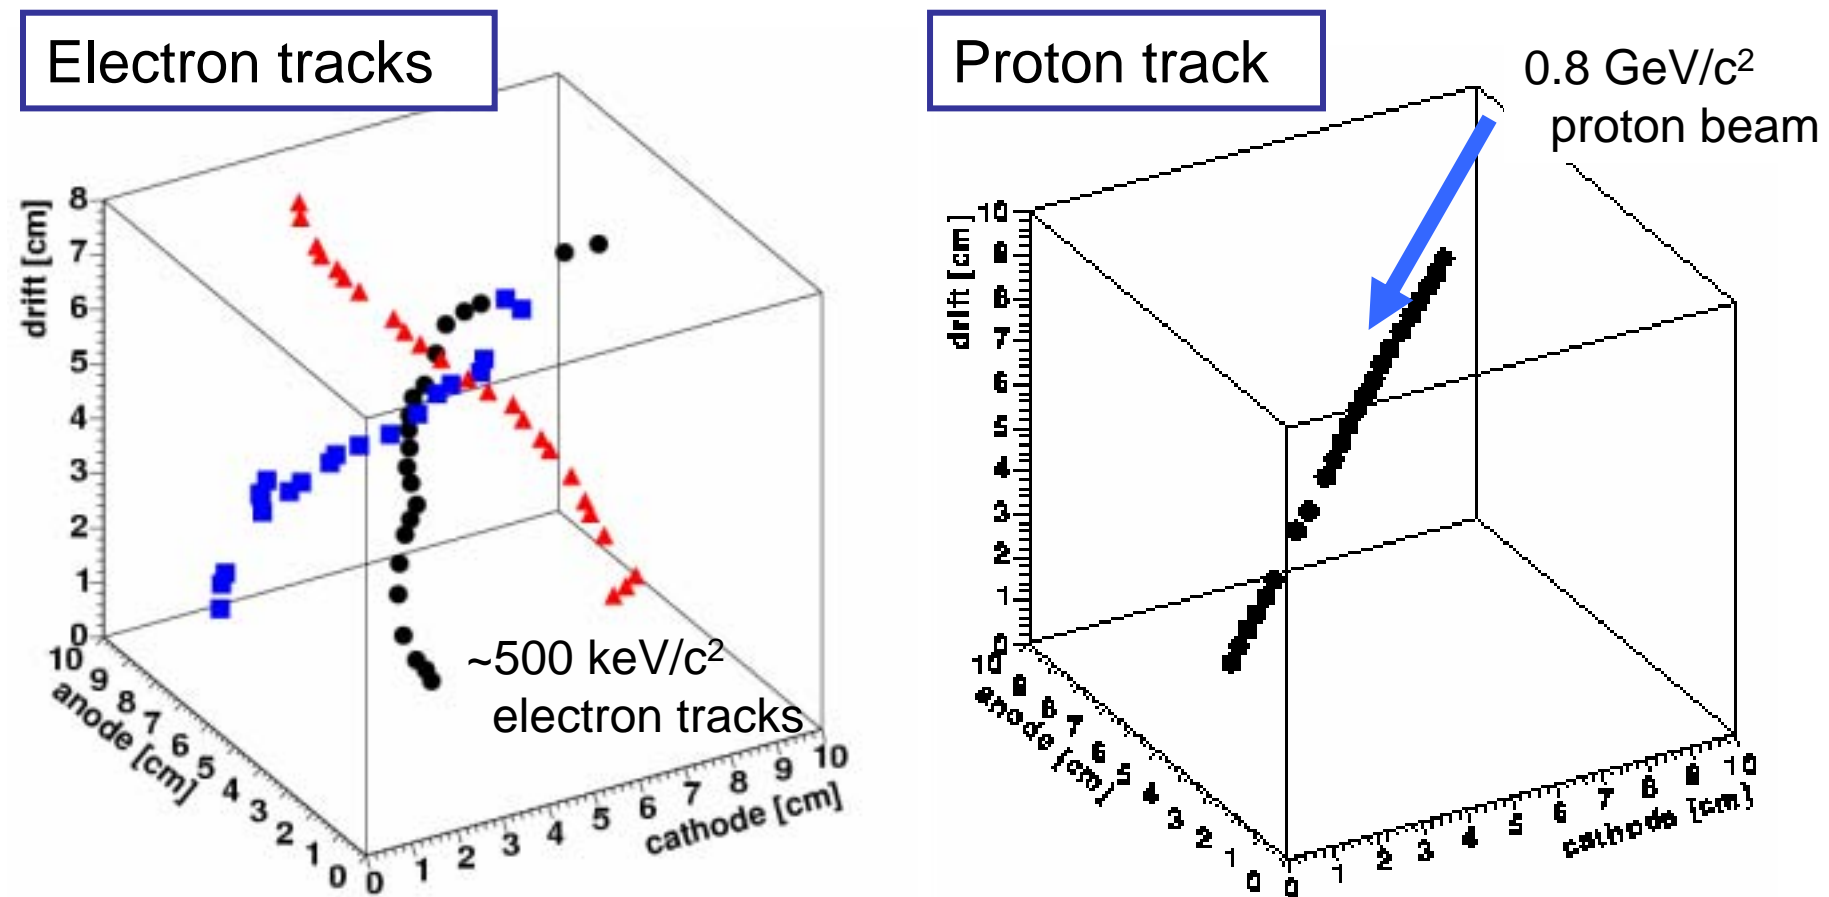 Electron tracks
drift [cm]
8
7
6
5
4
3
2
1
0
10 9 8 7 6 5 4 3 2 1 0
anode [cm]
0 1 2 3 4 5 6 7 8 9 10
cathode [cm]
~500 keV/c²
electron tracks
Proton track
0.8 GeV/c²
proton beam
drift [cm]
10
9
8
7
6
5
4
3
2
1
0
10 9 8 7 6 5 4 3 2 1 0
anode [cm]
0 1 2 3 4 5 6 7 8 9 10
cathode [cm]